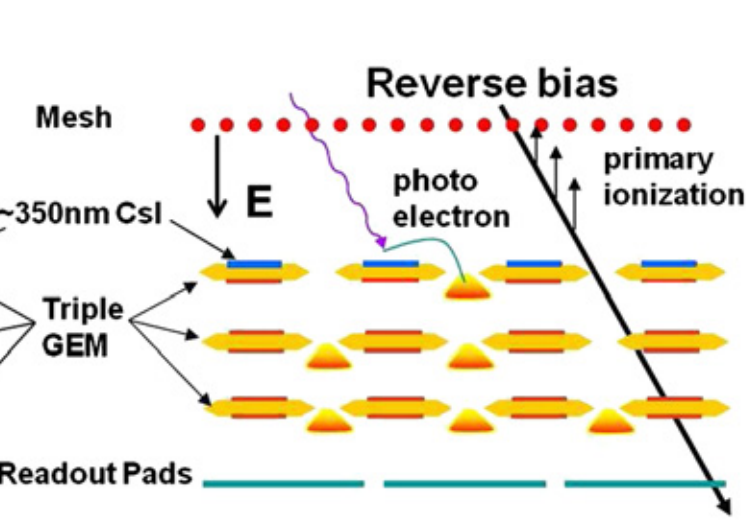 Reverse bias
Mesh
primary
ionization
photo
electron
E
~350nm CsI
Triple
GEM
Readout Pads